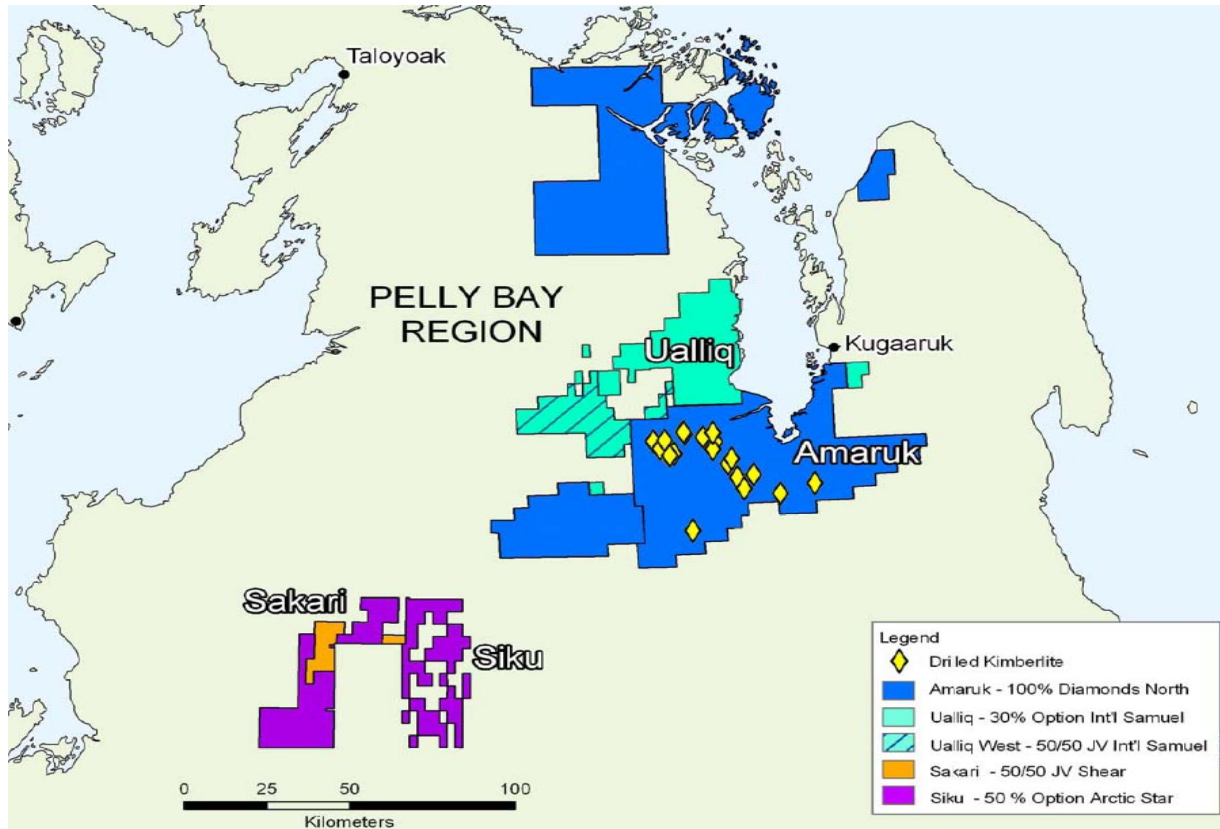 Taloyoak
PELLY BAY
REGION
Ualliq
Kugaaruk
Amaruk
Sakari
Siku
Legend
Drilled Kimberlite
Amaruk - 100% Diamonds North
Ualliq - 30% Option Int'l Samuel
Ualliq West - 50/50 JV Int'l Samuel
Sakari - 50/50 JV Shear
Siku - 50 % Option Arctic Star
0 25 50 100
Kilometers